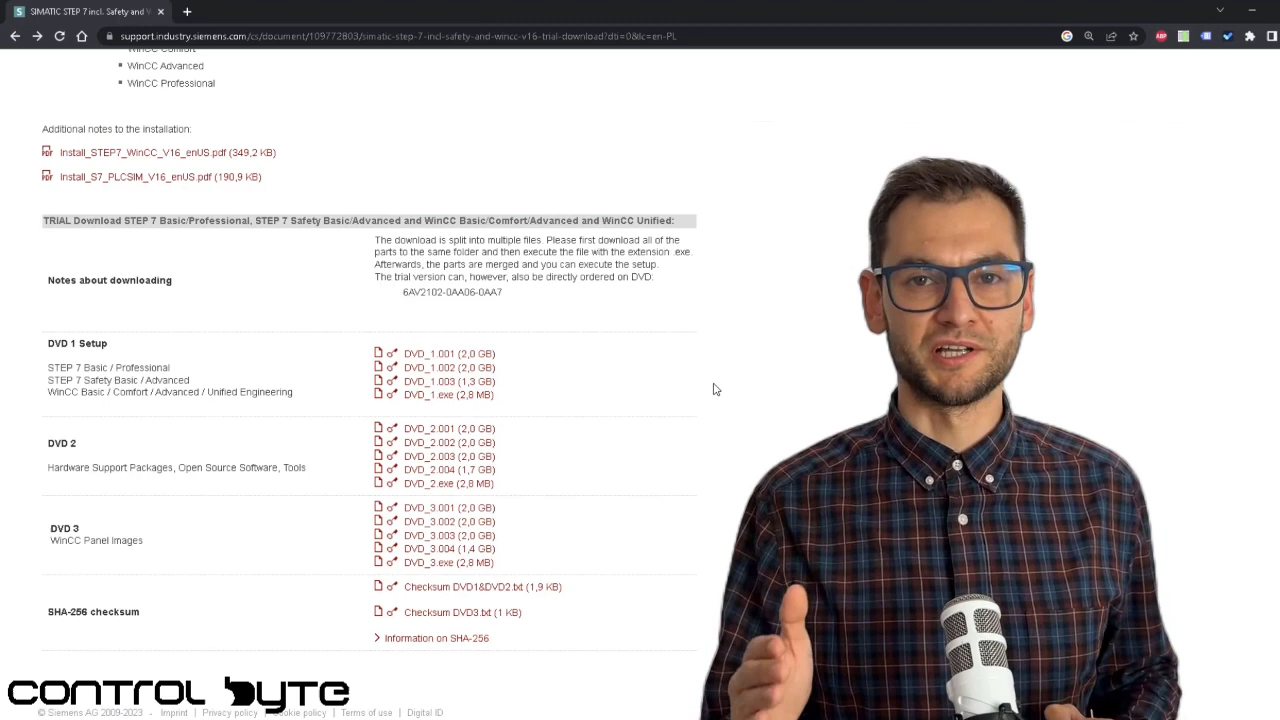 SIMATIC STEP 7 incl. Safety and V
support.industry.siemens.com/cs/document/109772803/simatic-step-7-incl-safety-and-wincc-v16-trial-download?dti=0&lc=en-PL
WinCC Comfort
WinCC Advanced
WinCC Professional
Additional notes to the installation:
Install_STEP7_WinCC_V16_enUS.pdf (349,2 KB)
Install_S7_PLCSIM_V16_enUS.pdf (190,9 KB)
TRIAL Download STEP 7 Basic/Professional, STEP 7 Safety Basic/Advanced and WinCC Basic/Comfort/Advanced and WinCC Unified:
Notes about downloading
The download is split into multiple files. Please first download all of the
parts to the same folder and then execute the file with the extension .exe.
Afterwards, the parts are merged and you can execute the setup.
The trial version can, however, also be directly ordered on DVD:
6AV2102-0AA06-0AA7
DVD 1 Setup
STEP 7 Basic / Professional
STEP 7 Safety Basic / Advanced
WinCC Basic / Comfort / Advanced / Unified Engineering
DVD_1.001 (2,0 GB)
DVD_1.002 (2,0 GB)
DVD_1.003 (1,3 GB)
DVD_1.exe (2,8 MB)
DVD 2
Hardware Support Packages, Open Source Software, Tools
DVD_2.001 (2,0 GB)
DVD_2.002 (2,0 GB)
DVD_2.003 (2,0 GB)
DVD_2.004 (1,7 GB)
DVD_2.exe (2,8 MB)
DVD 3
WinCC Panel Images
DVD_3.001 (2,0 GB)
DVD_3.002 (2,0 GB)
DVD_3.003 (2,0 GB)
DVD_3.004 (1,4 GB)
DVD_3.exe (2,8 MB)
SHA-256 checksum
Checksum DVD1&DVD2.txt (1,9 KB)
Checksum DVD3.txt (1 KB)
Information on SHA-256
CONTROL BYTE
© Siemens AG 2009-2023 - Imprint | Privacy policy | Cookie policy | Terms of use | Digital ID